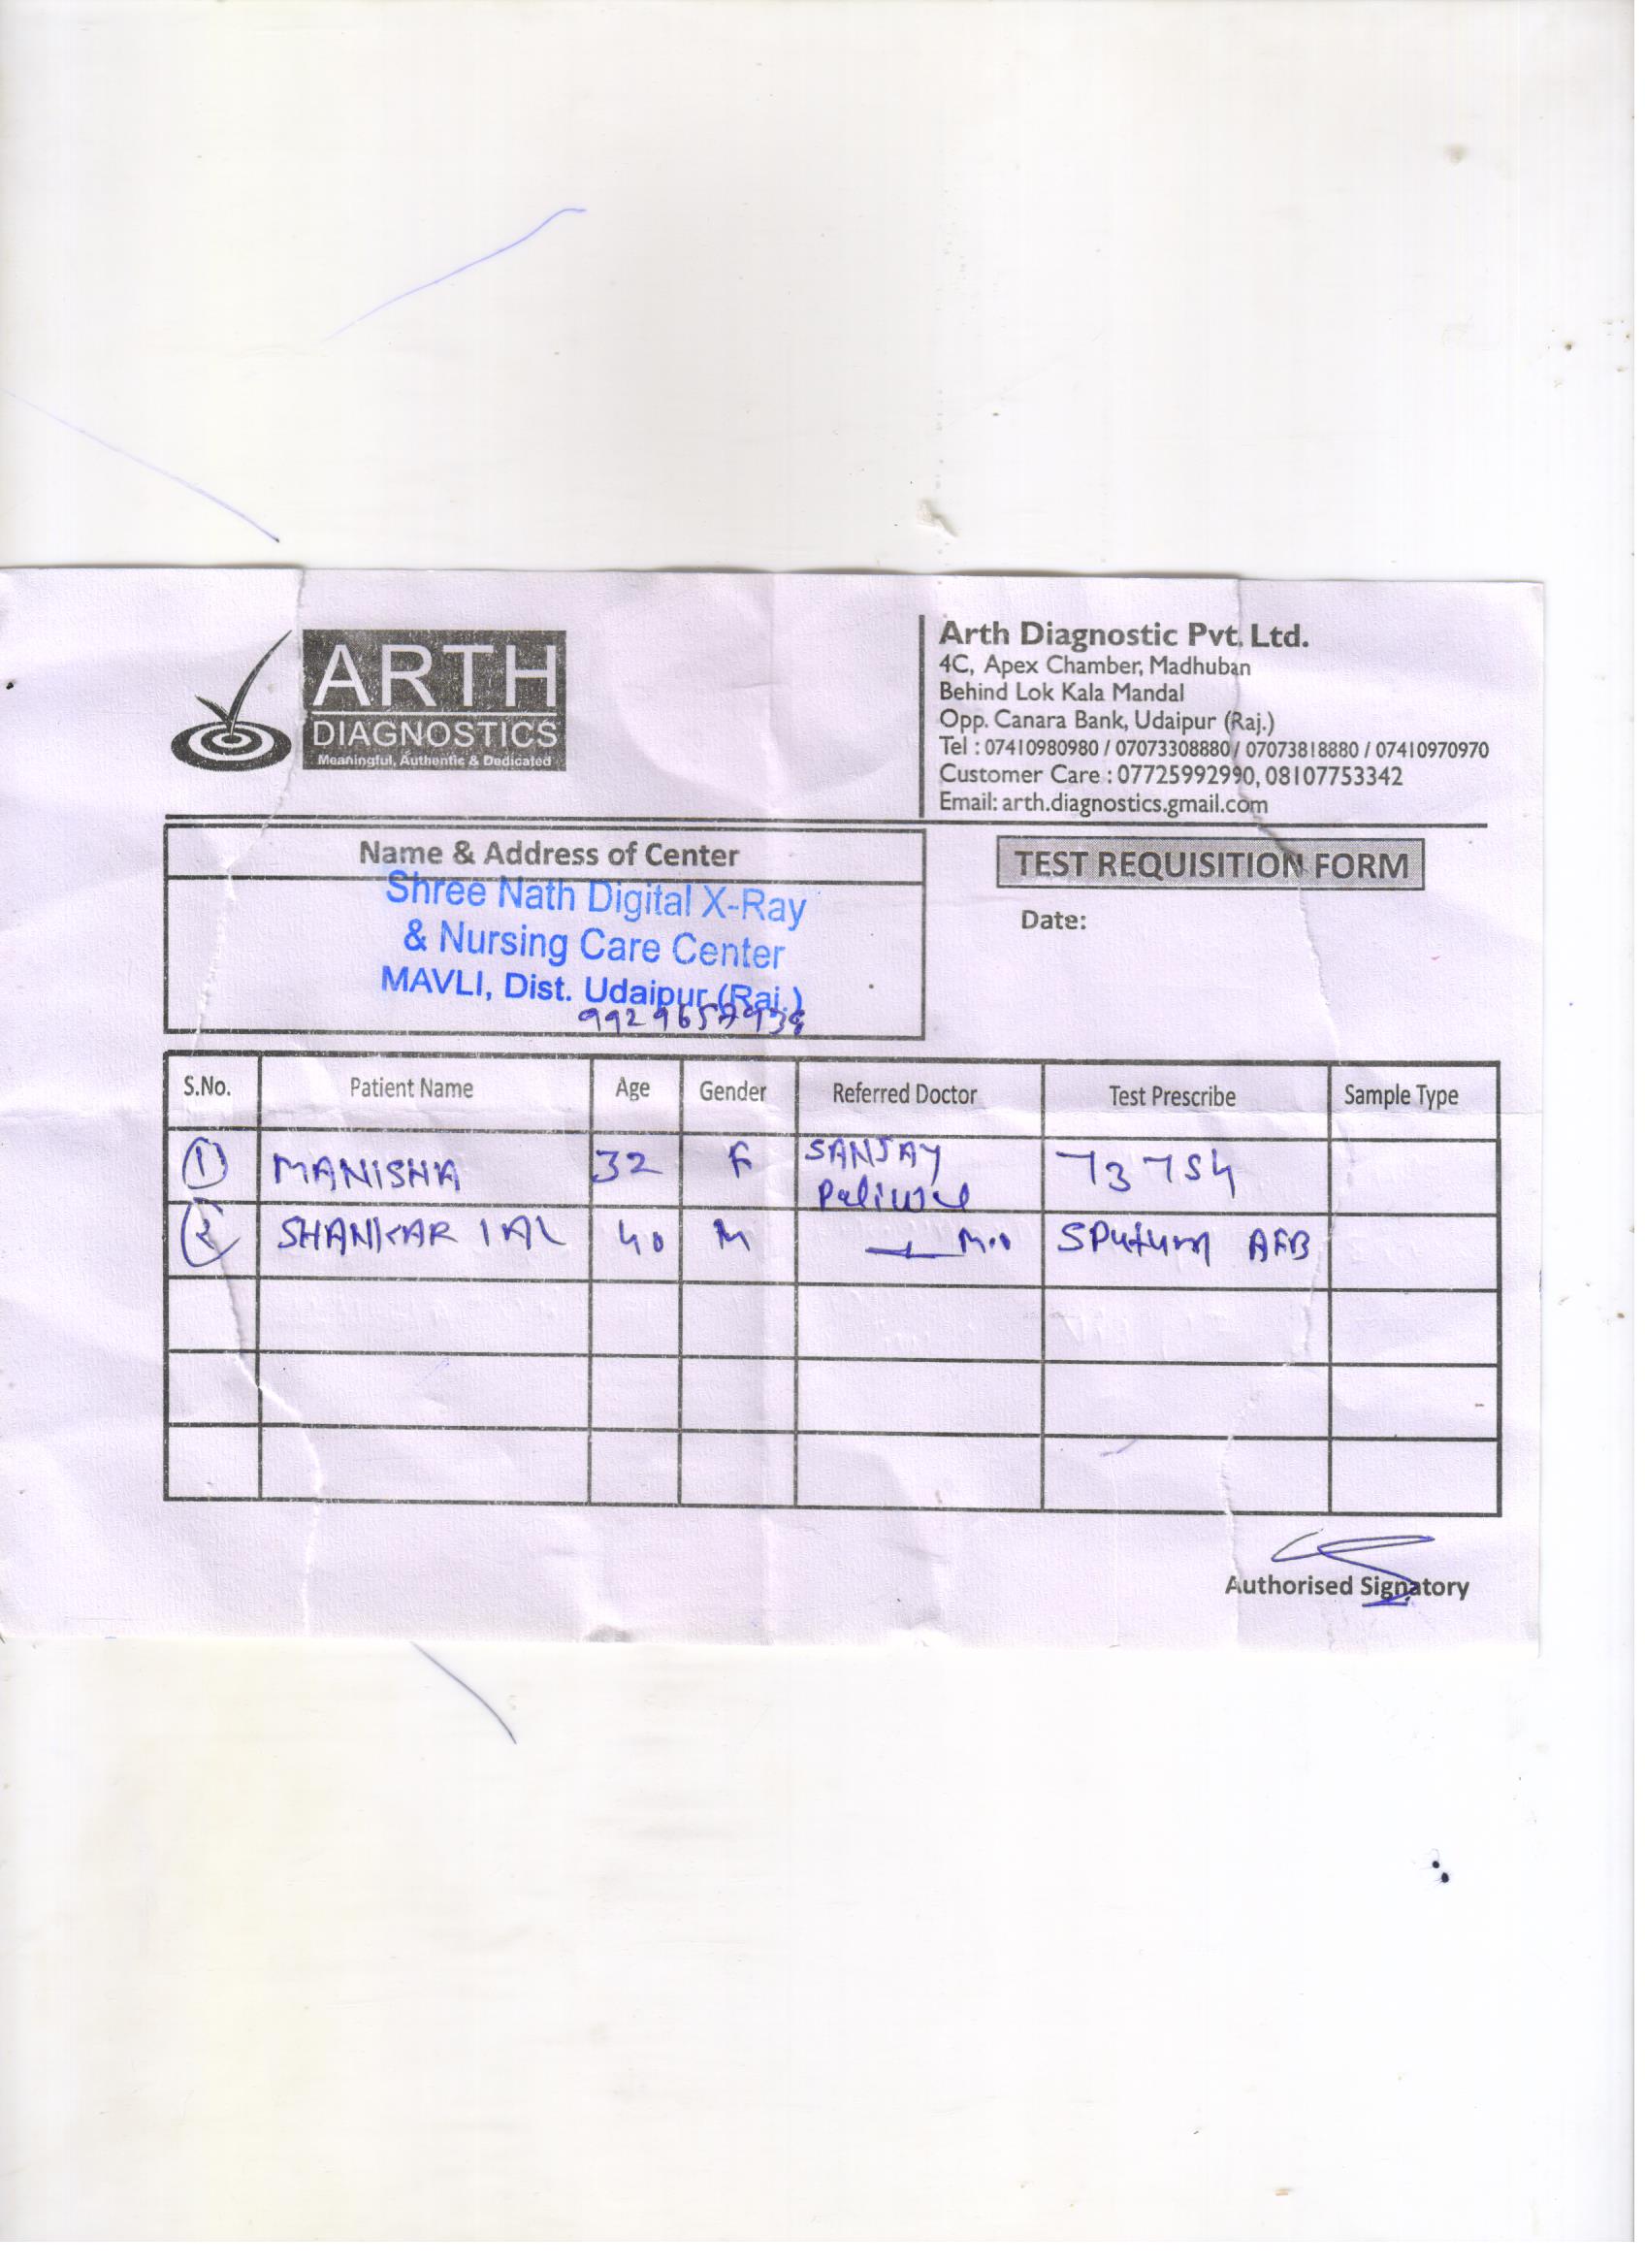 ARTH
DIAGNOSTICS
Meaningful, Authentic & Dedicated
Arth Diagnostic Pvt. Ltd.
4C, Apex Chamber, Madhuban
Behind Lok Kala Mandal
Opp. Canara Bank, Udaipur (Raj.)
Tel : 07410980980 / 07073308880 / 07073818880 / 07410970970
Customer Care : 07725992990, 08107753342
Email: arth.diagnostics.gmail.com
Name & Address of Center
Shree Nath Digital X-Ray
& Nursing Care Center
MAVLI, Dist. Udaipur (Raj.)
TEST REQUISITION FORM
Date:
S.No. Patient Name Age Gender Referred Doctor Test Prescribe Sample Type
1 MANISHA 32 F SANJAY Paliwal T3 TSH
2 SHANKAR LAL 40 M Sputum AFB
Authorised Signatory